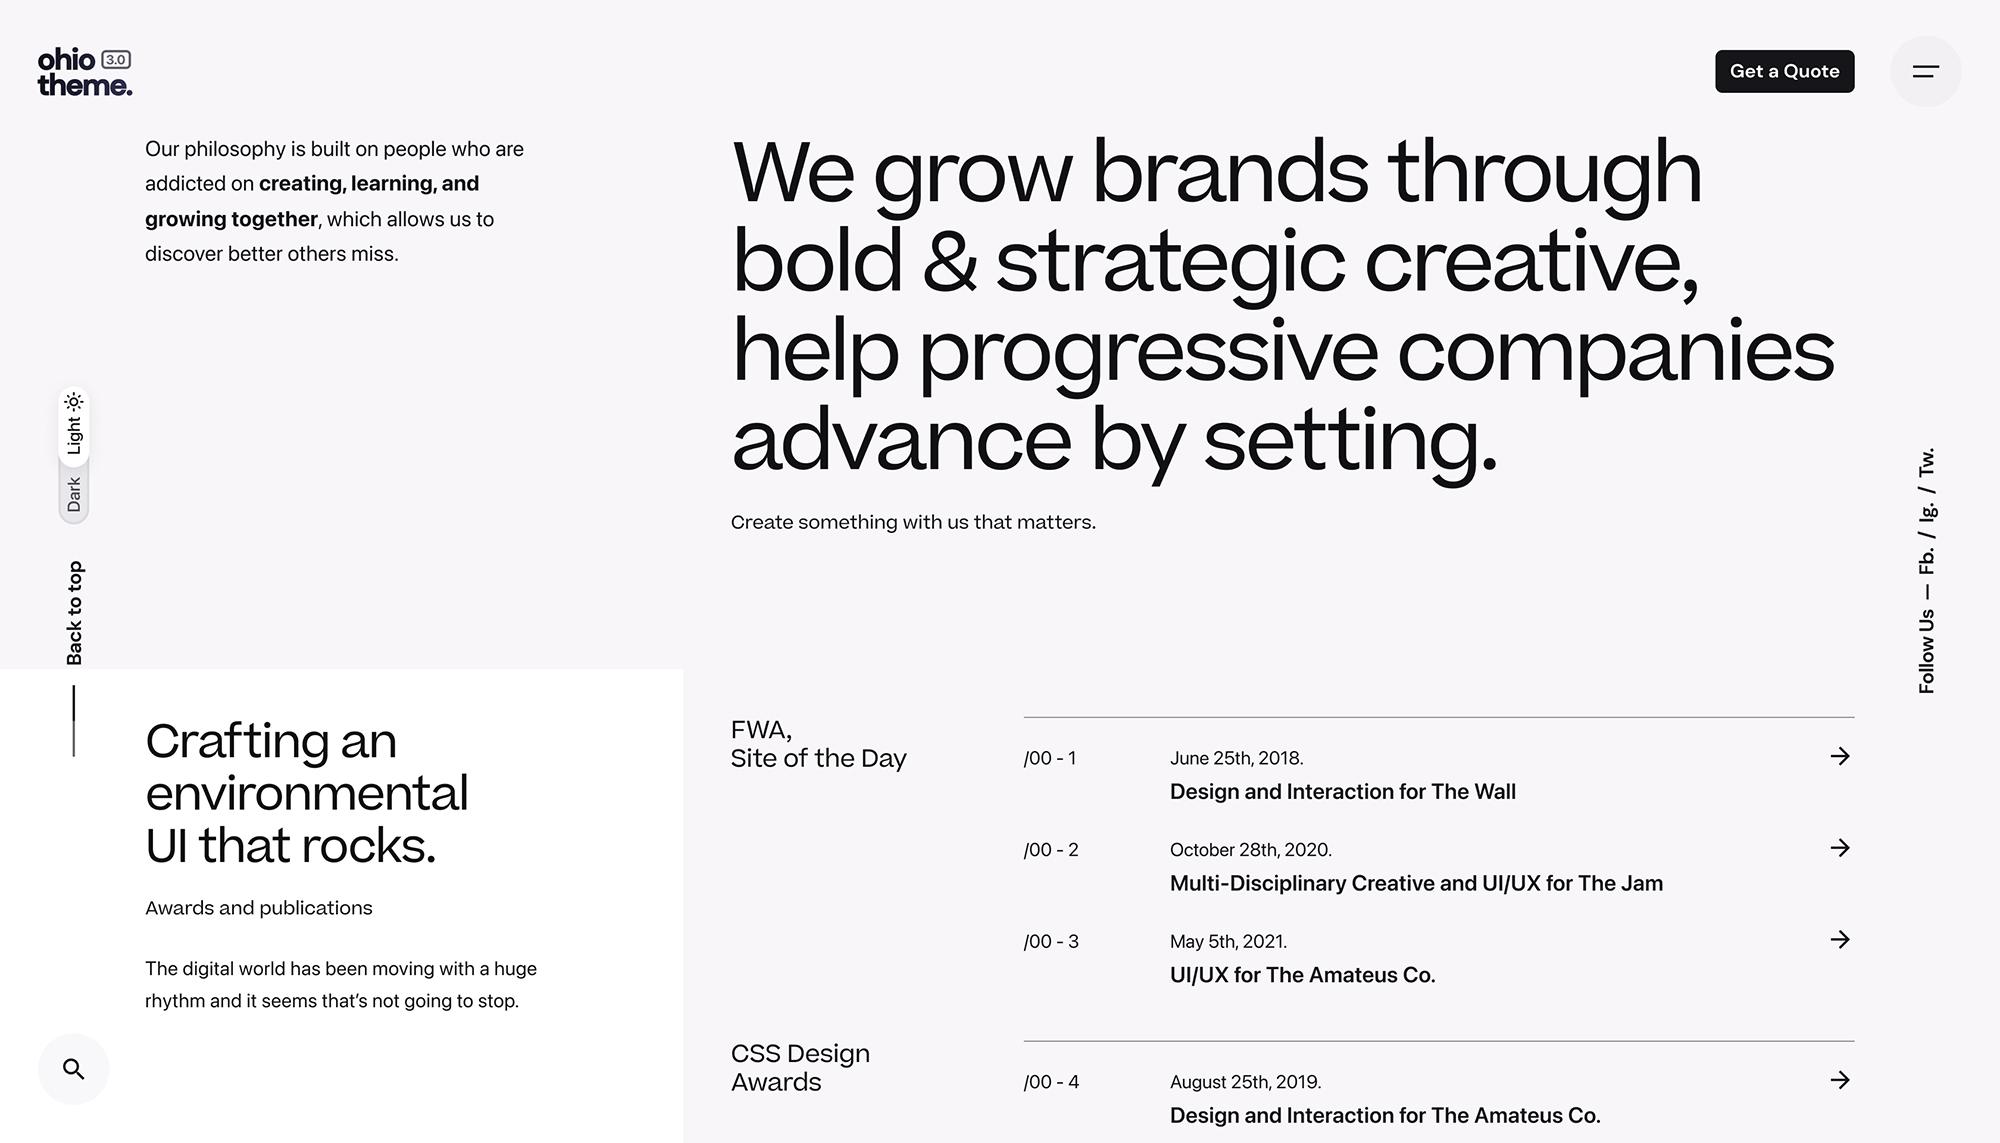 ohio 3.0
theme.
Get a Quote
Our philosophy is built on people who are
addicted on creating, learning, and
growing together, which allows us to
discover better others miss.
We grow brands through
bold & strategic creative,
help progressive companies
advance by setting.
Create something with us that matters.
Light
Dark
Back to top
Follow Us — Fb. / Ig. / Tw.
Crafting an
environmental
UI that rocks.
Awards and publications
The digital world has been moving with a huge
rhythm and it seems that’s not going to stop.
FWA,
Site of the Day
/00 - 1
June 25th, 2018.
Design and Interaction for The Wall
/00 - 2
October 28th, 2020.
Multi-Disciplinary Creative and UI/UX for The Jam
/00 - 3
May 5th, 2021.
UI/UX for The Amateus Co.
CSS Design
Awards
/00 - 4
August 25th, 2019.
Design and Interaction for The Amateus Co.